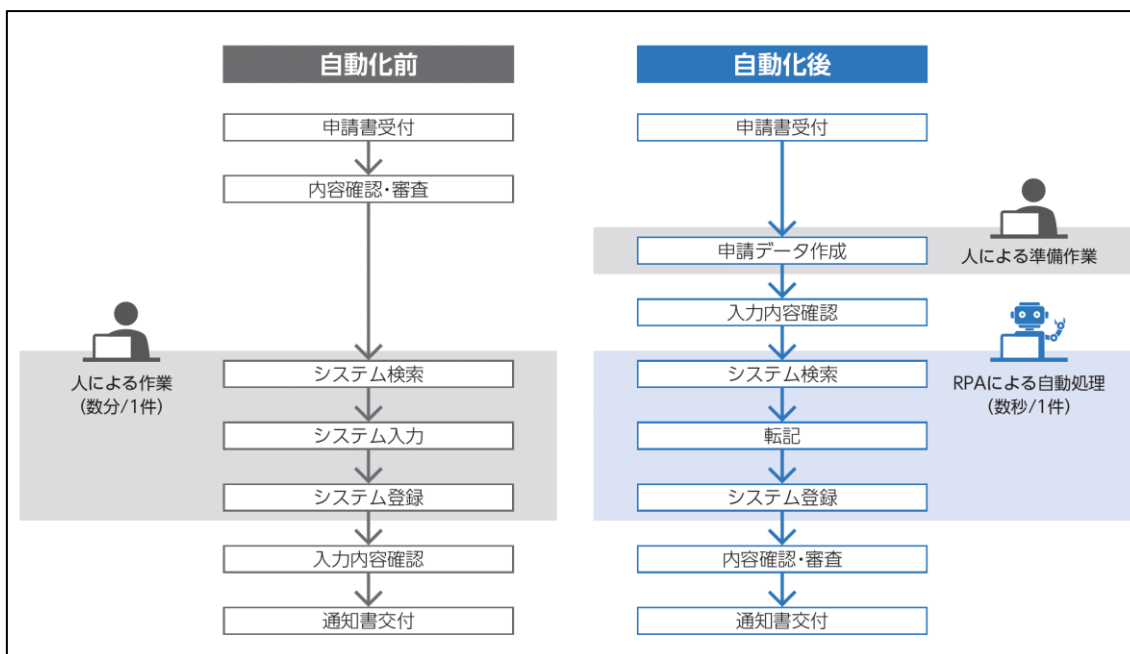 自動化前
申請書受付
内容確認・審査
人による作業
(数分/1件)
システム検索
システム入力
システム登録
入力内容確認
通知書交付
自動化後
申請書受付
申請データ作成
人による準備作業
入力内容確認
システム検索
RPAによる自動処理
(数秒/1件)
転記
システム登録
内容確認・審査
通知書交付